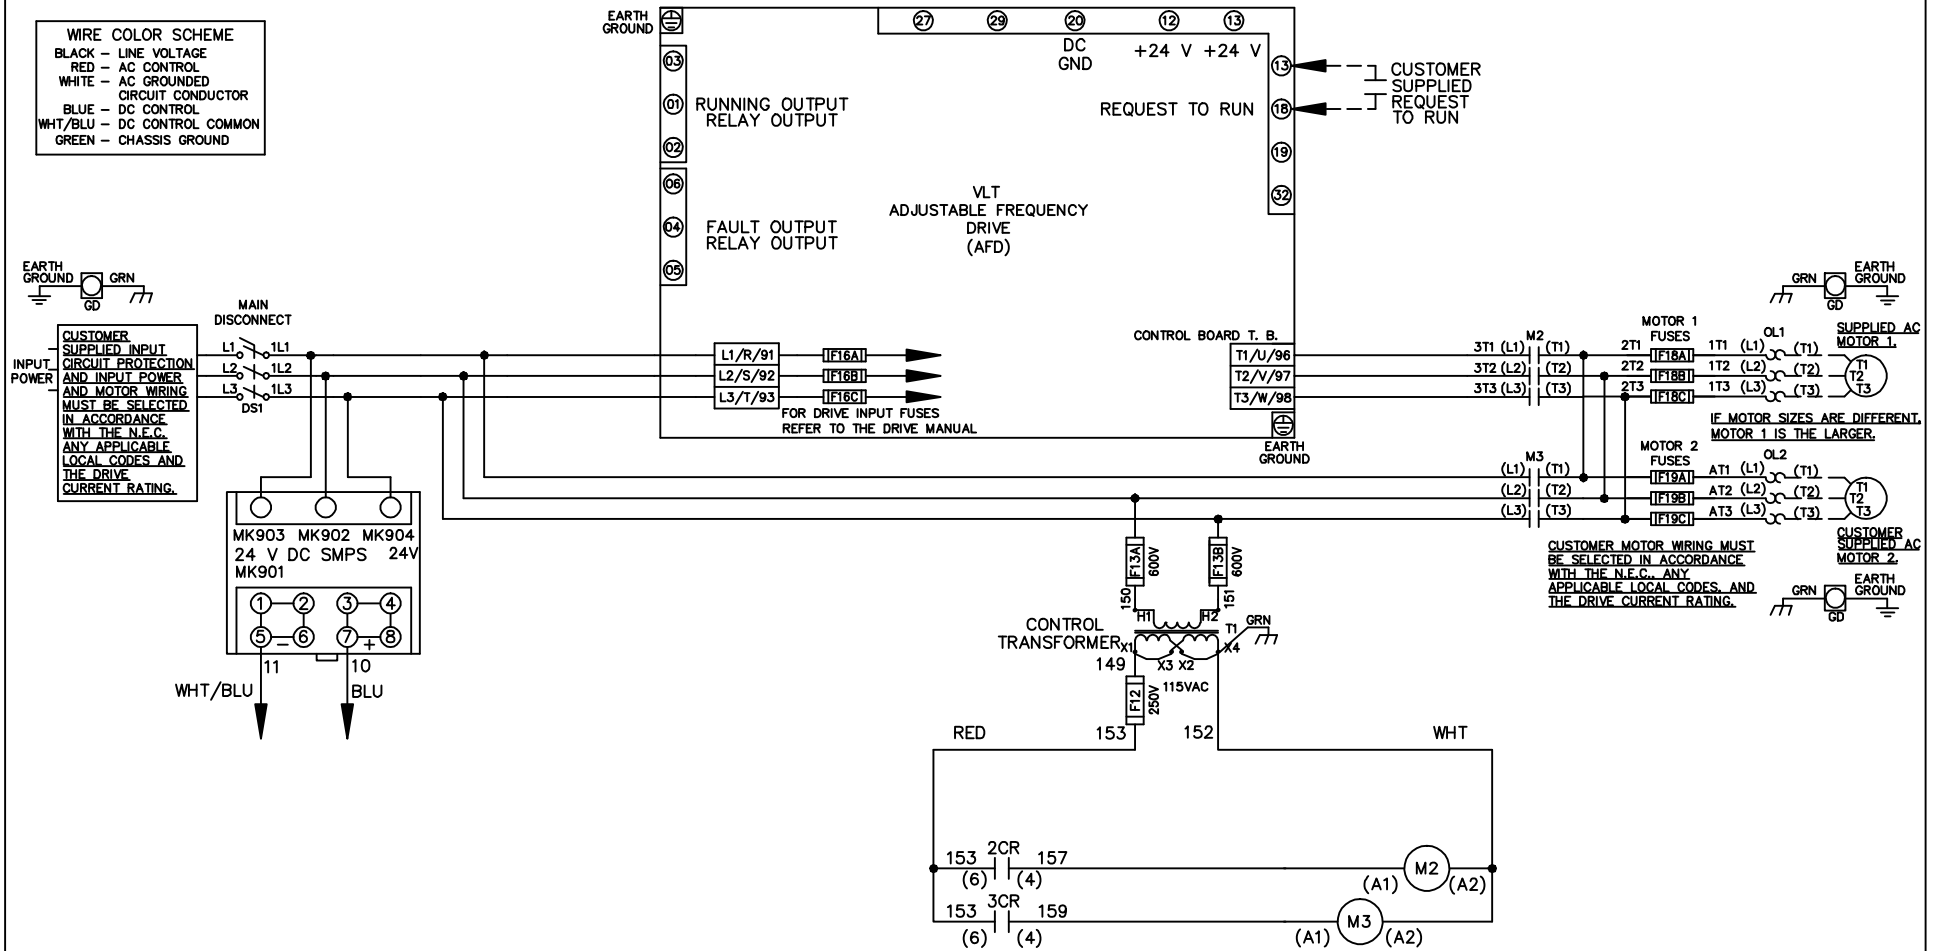 WIRE COLOR SCHEME
BLACK – LINE VOLTAGE
RED – AC CONTROL
WHITE – AC GROUNDED
CIRCUIT CONDUCTOR
BLUE – DC CONTROL
WHT/BLU – DC CONTROL COMMON
GREEN – CHASSIS GROUND
EARTH
GROUND
27
29
20
12
13
DC
GND
+24 V
+24 V
03
01
02
RUNNING OUTPUT
RELAY OUTPUT
06
04
05
FAULT OUTPUT
RELAY OUTPUT
VLT
ADJUSTABLE FREQUENCY
DRIVE
(AFD)
REQUEST TO RUN
13
18
19
32
CUSTOMER
SUPPLIED
REQUEST
TO RUN
EARTH
GROUND
GRN
GD
MAIN
DISCONNECT
INPUT
POWER
CUSTOMER
SUPPLIED INPUT
CIRCUIT PROTECTION
AND INPUT POWER
AND MOTOR WIRING
MUST BE SELECTED
IN ACCORDANCE
WITH THE N.E.C.
ANY APPLICABLE
LOCAL CODES AND
THE DRIVE
CURRENT RATING.
L1
1L1
L2
1L2
L3
1L3
DS1
L1/R/91
L2/S/92
L3/T/93
F16A
F16B
F16C
FOR DRIVE INPUT FUSES
REFER TO THE DRIVE MANUAL
CONTROL BOARD T. B.
T1/U/96
T2/V/97
T3/W/98
EARTH
GROUND
M2
3T1 (L1) (T1)
3T2 (L2) (T2)
3T3 (L3) (T3)
MOTOR 1
FUSES
2T1 F18A 1T1 (L1) (T1)
2T2 F18B 1T2 (L2) (T2)
2T3 F18C 1T3 (L3) (T3)
OL1
GRN
GD
EARTH
GROUND
SUPPLIED AC
MOTOR 1.
T1
T2
T3
IF MOTOR SIZES ARE DIFFERENT,
MOTOR 1 IS THE LARGER.
M3
(L1) (T1)
(L2) (T2)
(L3) (T3)
MOTOR 2
FUSES
F19A AT1 (L1) (T1)
F19B AT2 (L2) (T2)
F19C AT3 (L3) (T3)
OL2
T1
T2
T3
CUSTOMER
SUPPLIED AC
MOTOR 2.
CUSTOMER MOTOR WIRING MUST
BE SELECTED IN ACCORDANCE
WITH THE N.E.C., ANY
APPLICABLE LOCAL CODES, AND
THE DRIVE CURRENT RATING.
GRN
GD
EARTH
GROUND
MK903 MK902 MK904
24 V DC SMPS 24V
MK901
1 2 3 4
5 – 6 7 + 8
11
10
WHT/BLU
BLU
F13A
600V
F13B
600V
150
151
H1
H2
CONTROL
TRANSFORMER
T1
GRN
X1
X3 X2
X4
149
115VAC
F12
250V
153
152
RED
WHT
153 2CR 157
(6) (4)
M2
(A1) (A2)
153 3CR 159
(6) (4)
M3
(A1) (A2)